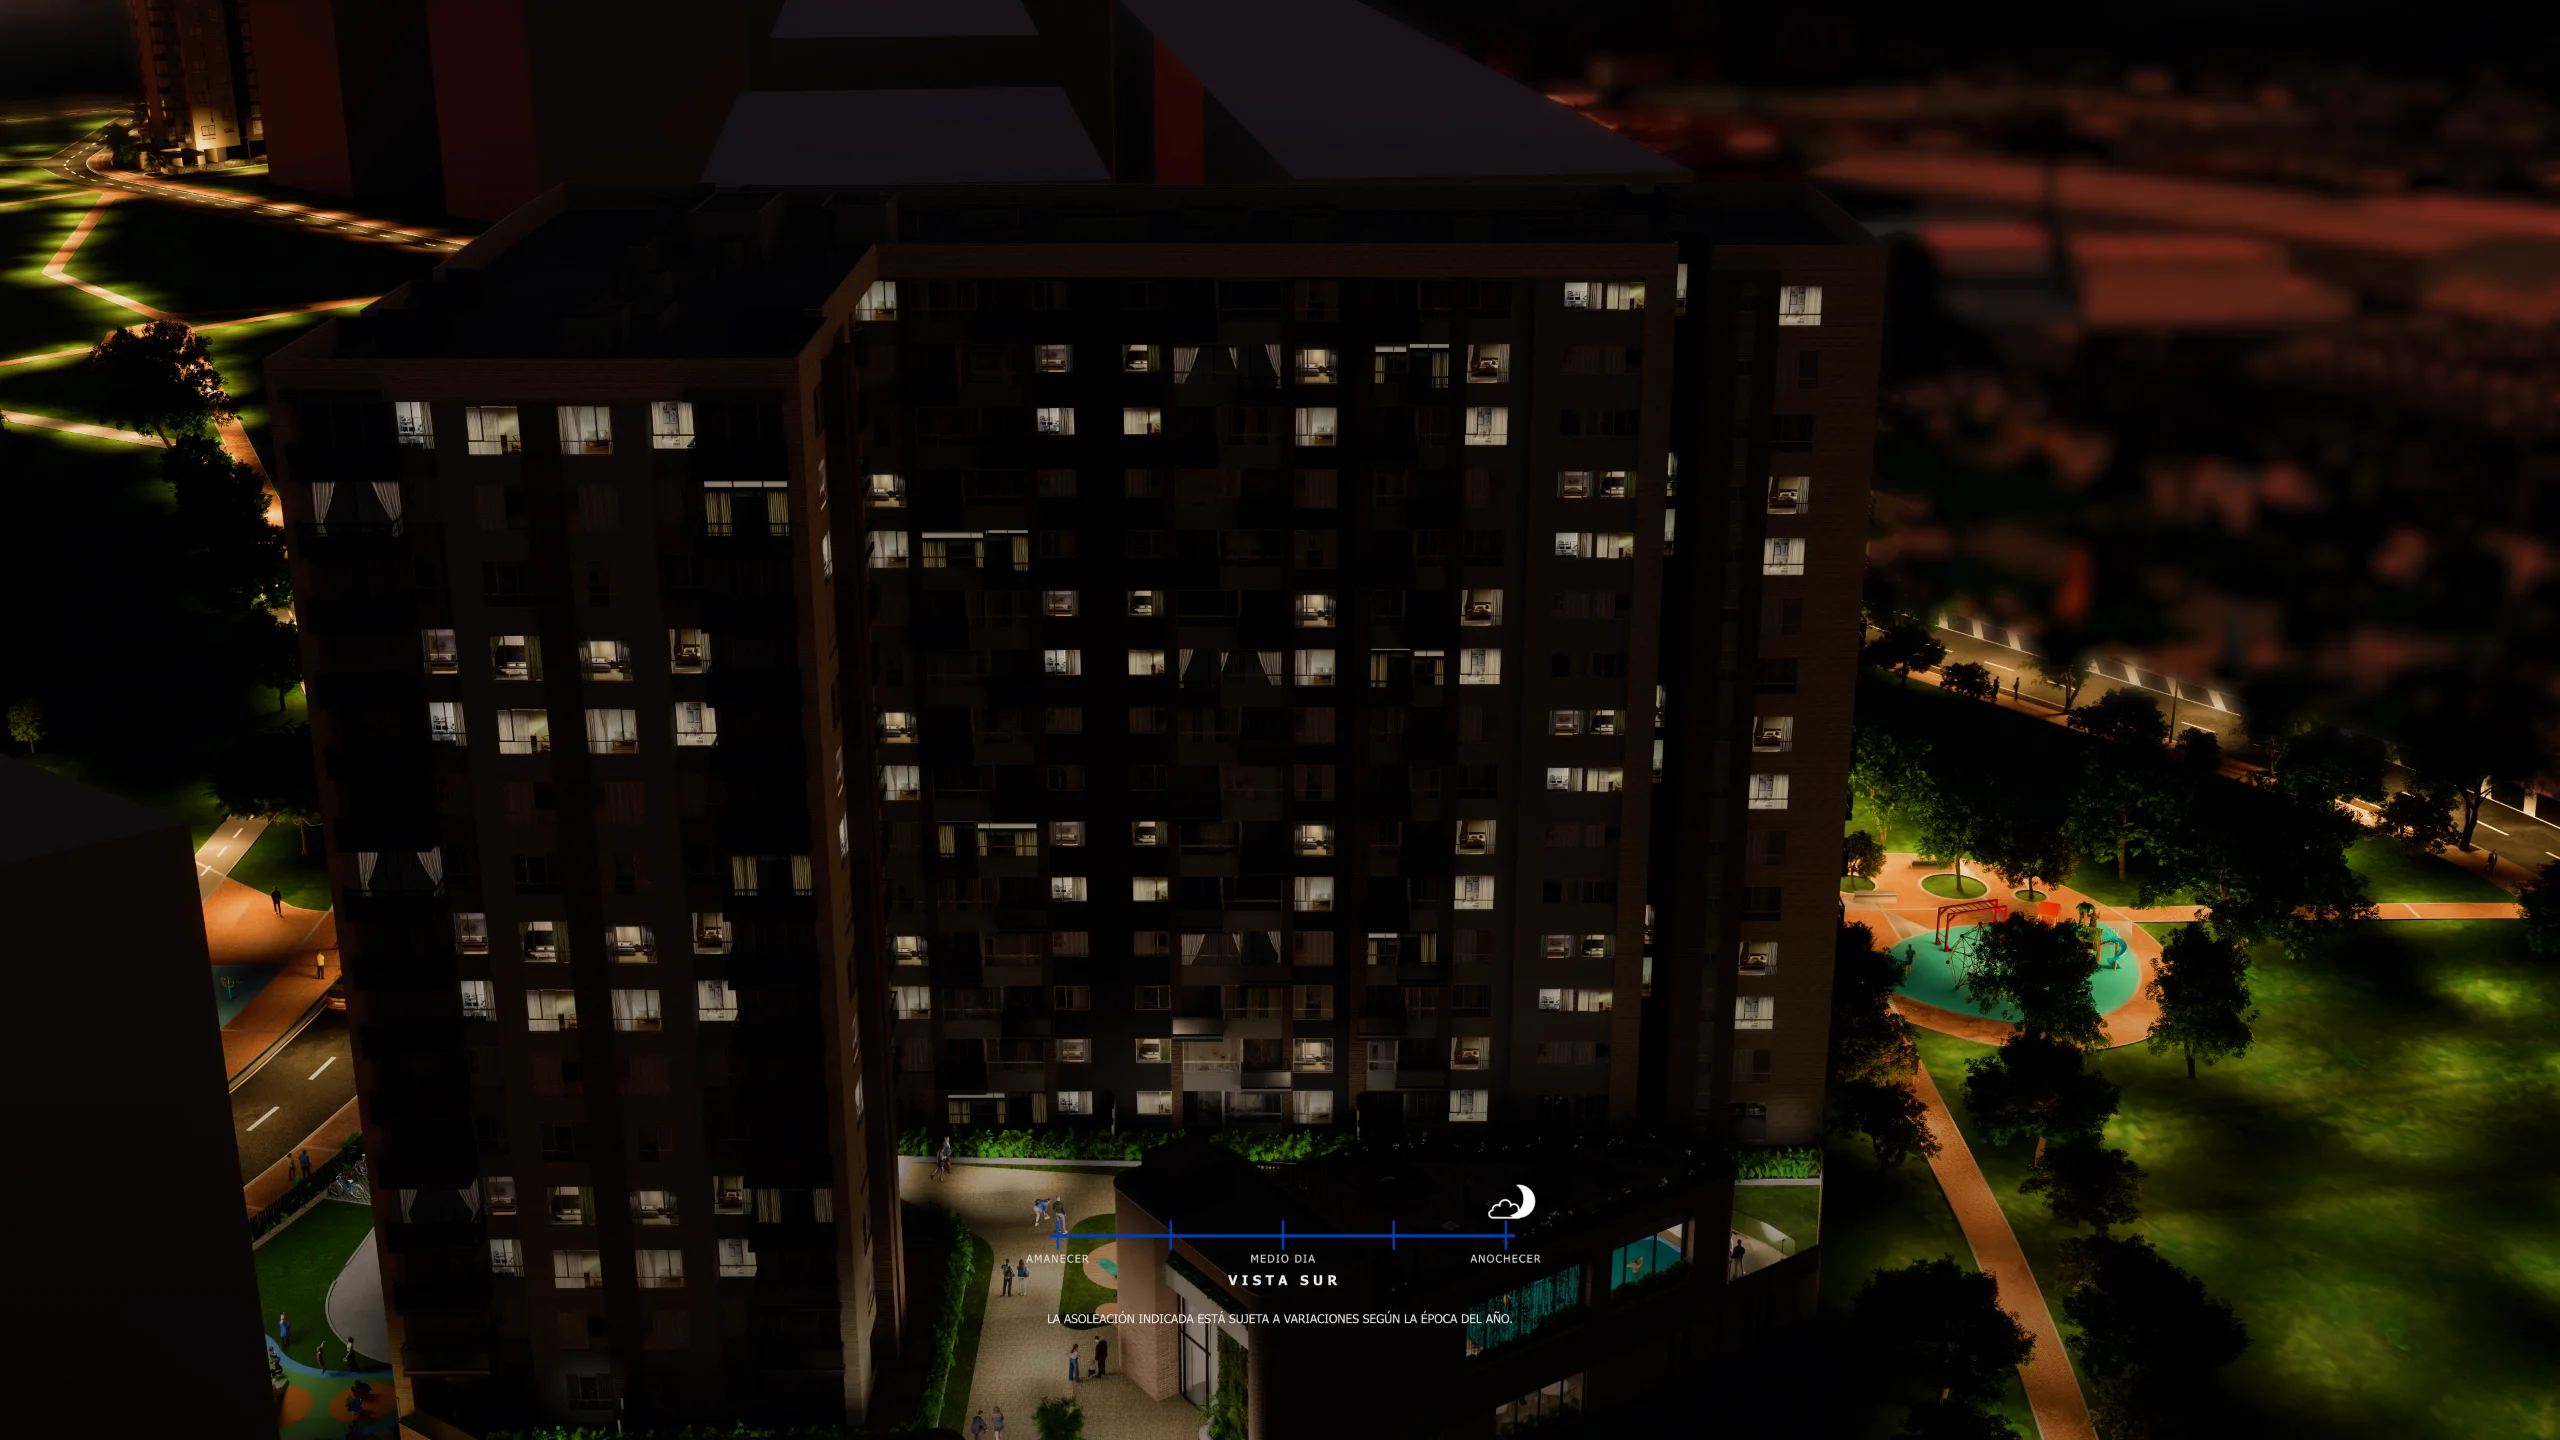 AMANECER
MEDIO DIA
ANOCHECER
VISTA SUR
LA ASOLEACIÓN INDICADA ESTÁ SUJETA A VARIACIONES SEGÚN LA ÉPOCA DEL AÑO.